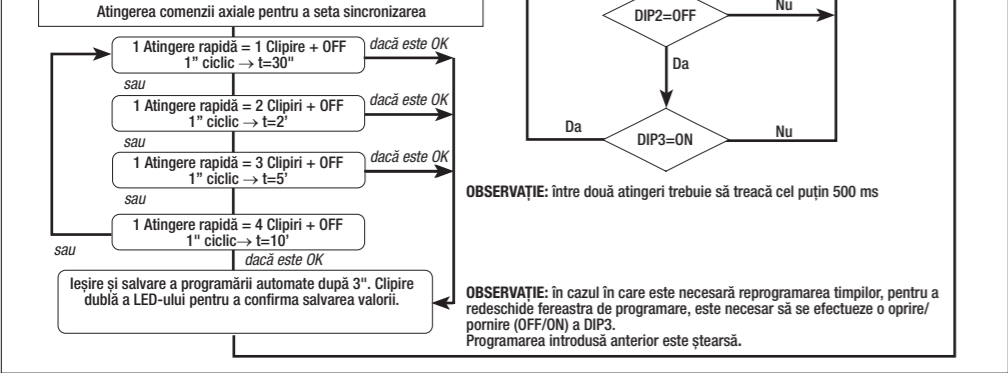 Atingerea comenzii axiale pentru a seta sincronizarea
1 Atingere rapidă = 1 Clipire + OFF
1” ciclic → t=30"
dacă este OK
sau
1 Atingere rapidă = 2 Clipiri + OFF
1” ciclic → t=2’
dacă este OK
sau
1 Atingere rapidă = 3 Clipiri + OFF
1” ciclic → t=5’
dacă este OK
sau
1 Atingere rapidă = 4 Clipiri + OFF
1" ciclic→ t=10’
sau
dacă este OK
Ieșire și salvare a programării automate după 3". Clipire
dublă a LED-ului pentru a confirma salvarea valorii.
DIP2=OFF
Nu
Da
DIP3=ON
Da
Nu
OBSERVAȚIE: între două atingeri trebuie să treacă cel puțin 500 ms
OBSERVAȚIE: în cazul în care este necesară reprogramarea timpilor, pentru a
redeschide fereastra de programare, este necesar să se efectueze o oprire/
pornire (OFF/ON) a DIP3.
Programarea introdusă anterior este ștearsă.